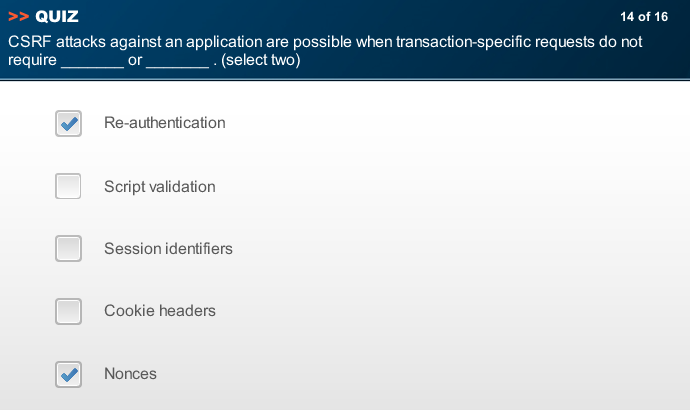 >> QUIZ
14 of 16
CSRF attacks against an application are possible when transaction-specific requests do not
require _______ or _______ . (select two)
Re-authentication
Script validation
Session identifiers
Cookie headers
Nonces